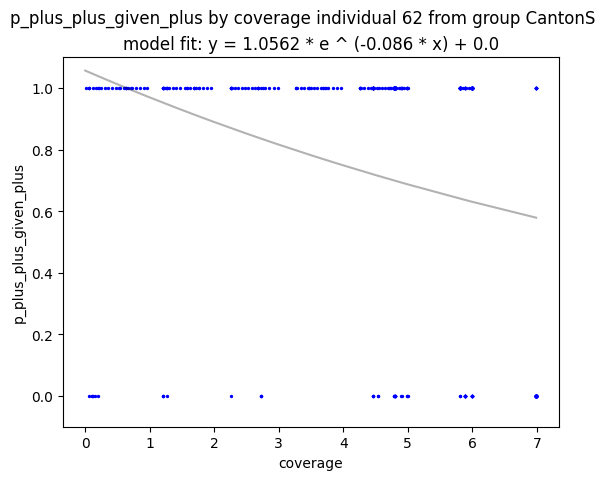 p_plus_plus_given_plus by coverage individual 62 from group CantonS
model fit: y = 1.0562 * e ^ (-0.086 * x) + 0.0
p_plus_plus_given_plus
1.0
0.8
0.6
0.4
0.2
0.0
0 1 2 3 4 5 6 7
coverage